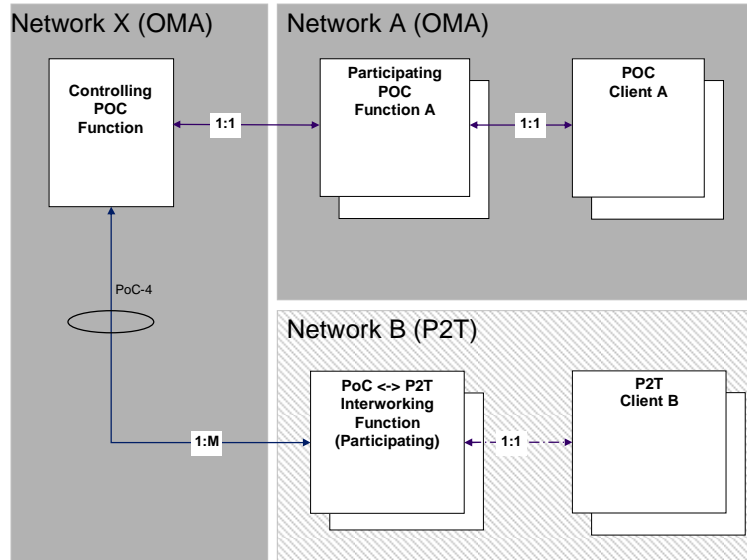 Network X (OMA)
Controlling
POC
Function
1:1
PoC-4
1:M
Network A (OMA)
Participating
POC
Function A
1:1
POC
Client A
Network B (P2T)
PoC <-> P2T
Interworking
Function
(Participating)
1:1
P2T
Client B